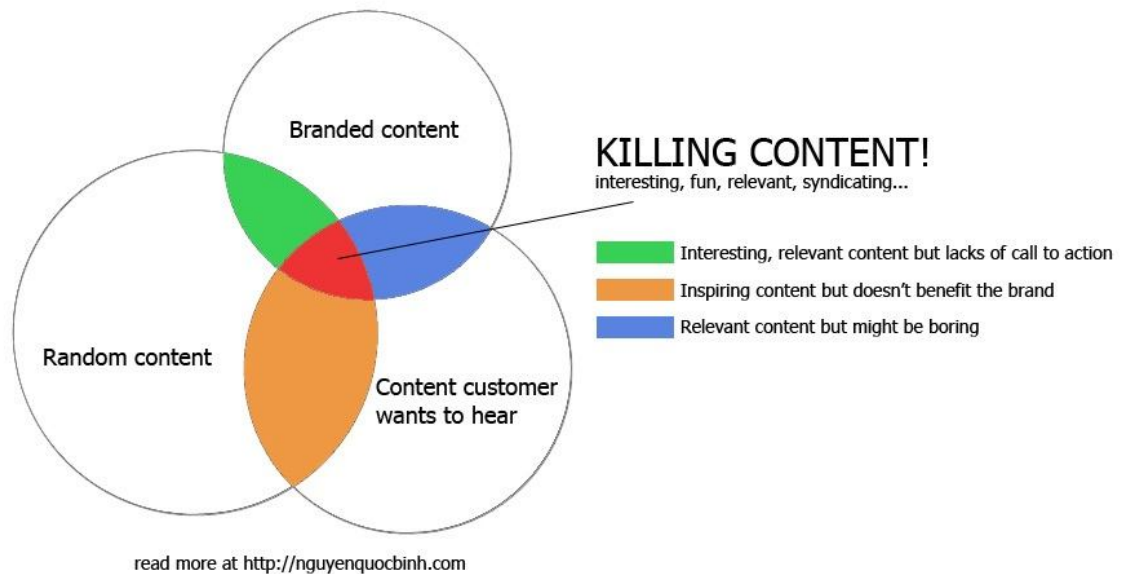 Branded content
KILLING CONTENT!
interesting, fun, relevant, syndicating...
Interesting, relevant content but lacks of call to action
Inspiring content but doesn't benefit the brand
Relevant content but might be boring
Random content
Content customer
wants to hear
read more at http://nguyenquocbinh.com